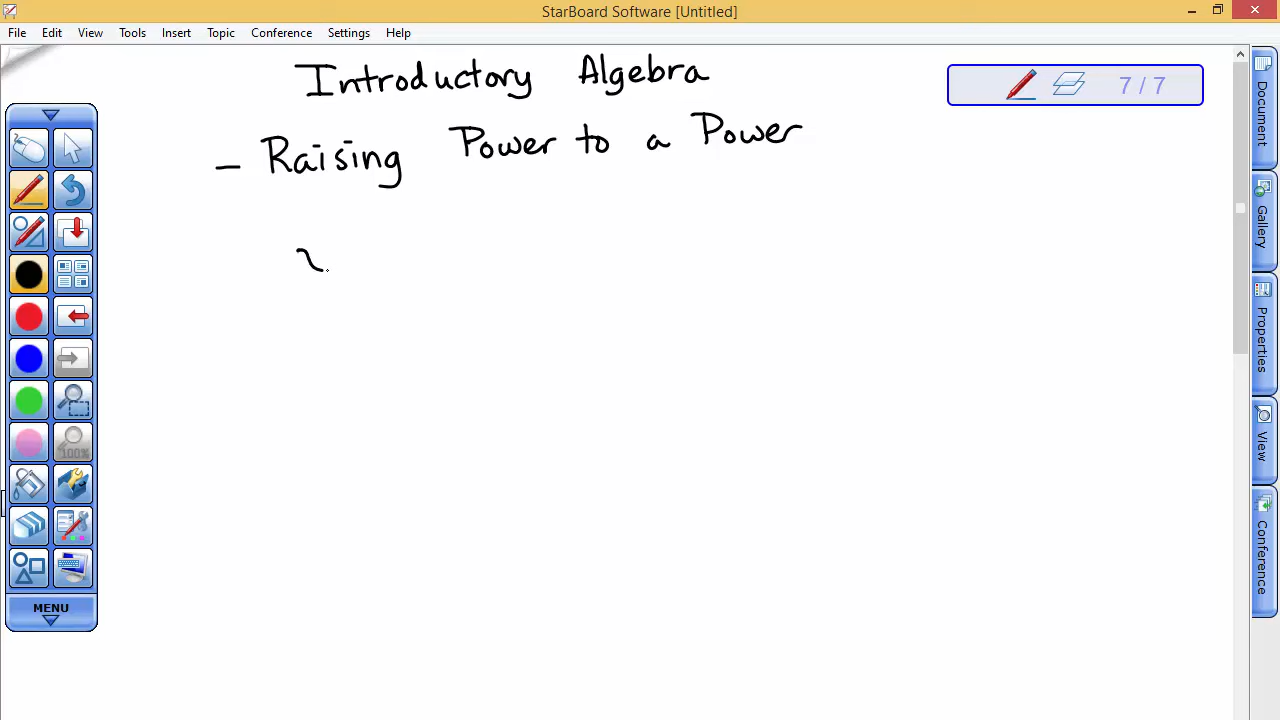 StarBoard Software [Untitled]
File Edit View Tools Insert Topic Conference Settings Help
Introductory Algebra
7 / 7
– Raising Power to a Power
Document
Gallery
Properties
View
Conference
100%
MENU